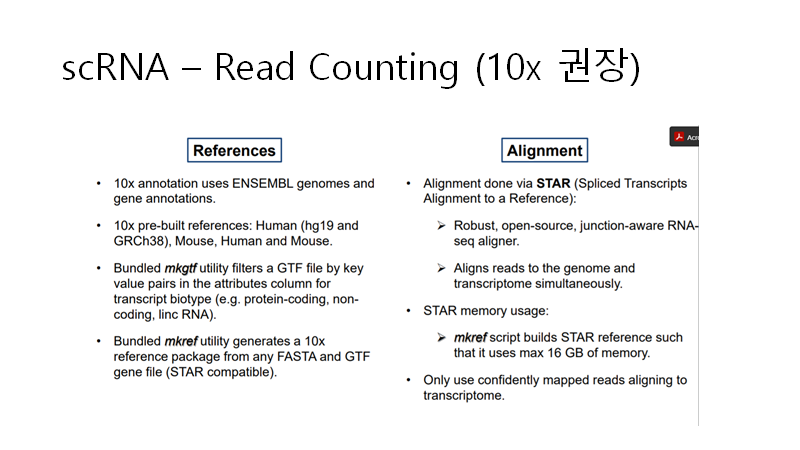 scRNA – Read Counting (10x 권장)
References
• 10x annotation uses ENSEMBL genomes and
gene annotations.
• 10x pre-built references: Human (hg19 and
GRCh38), Mouse, Human and Mouse.
• Bundled mkgtf utility filters a GTF file by key
value pairs in the attributes column for
transcript biotype (e.g. protein-coding, non-
coding, linc RNA).
• Bundled mkref utility generates a 10x
reference package from any FASTA and GTF
gene file (STAR compatible).
Acr
Alignment
• Alignment done via STAR (Spliced Transcripts
Alignment to a Reference):
➢ Robust, open-source, junction-aware RNA-
seq aligner.
➢ Aligns reads to the genome and
transcriptome simultaneously.
• STAR memory usage:
➢ mkref script builds STAR reference such
that it uses max 16 GB of memory.
• Only use confidently mapped reads aligning to
transcriptome.